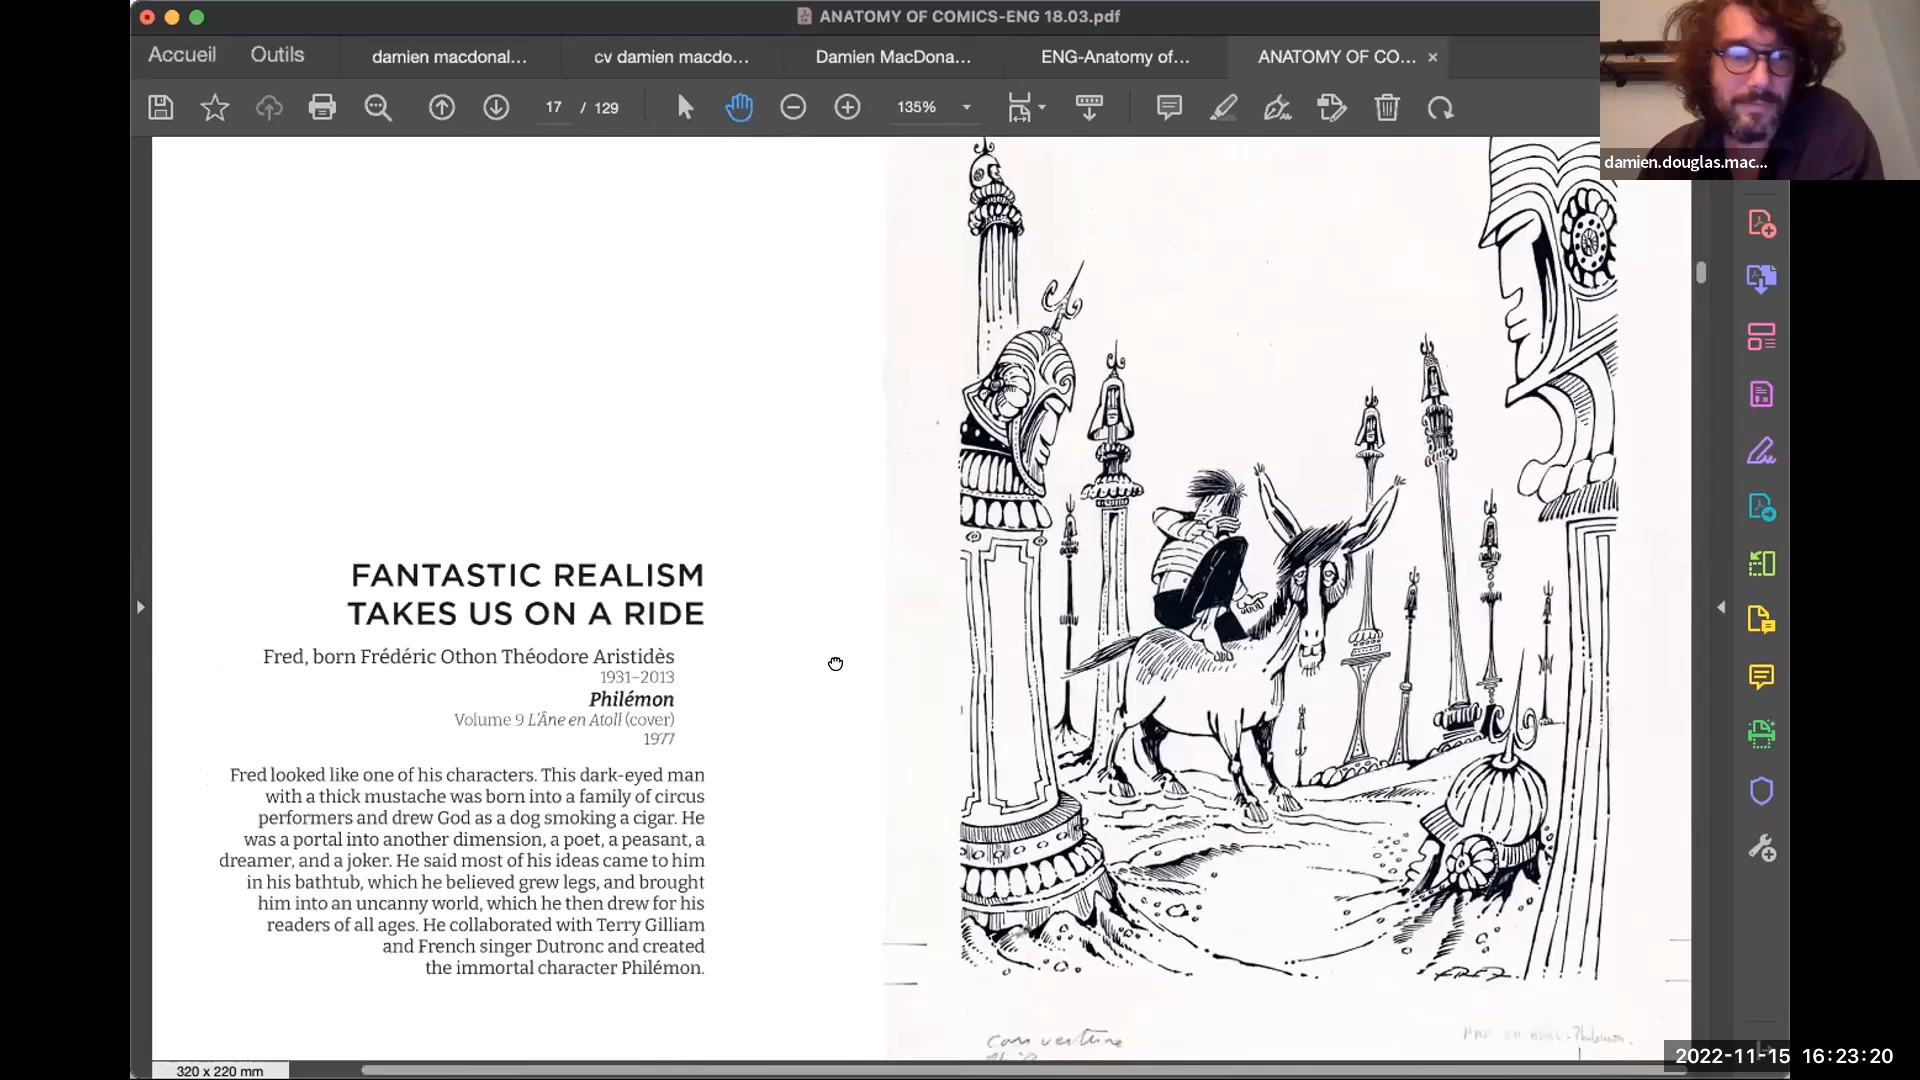 ANATOMY OF COMICS-ENG 18.03.pdf
Accueil
Outils
damien macdonal...
cv damien macdo...
Damien MacDona...
ENG-Anatomy of...
ANATOMY OF CO...
17 / 129
135%
damien.douglas.mac...
FANTASTIC REALISM
TAKES US ON A RIDE
Fred, born Frédéric Othon Théodore Aristidès
1931–2013
Philémon
Volume 9 L'Âne en Atoll (cover)
1977
Fred looked like one of his characters. This dark-eyed man
with a thick mustache was born into a family of circus
performers and drew God as a dog smoking a cigar. He
was a portal into another dimension, a poet, a peasant, a
dreamer, and a joker. He said most of his ideas came to him
in his bathtub, which he believed grew legs, and brought
him into an uncanny world, which he then drew for his
readers of all ages. He collaborated with Terry Gilliam
and French singer Dutronc and created
the immortal character Philémon.
FRED
couverture
320 x 220 mm
2022-11-15 16:23:20